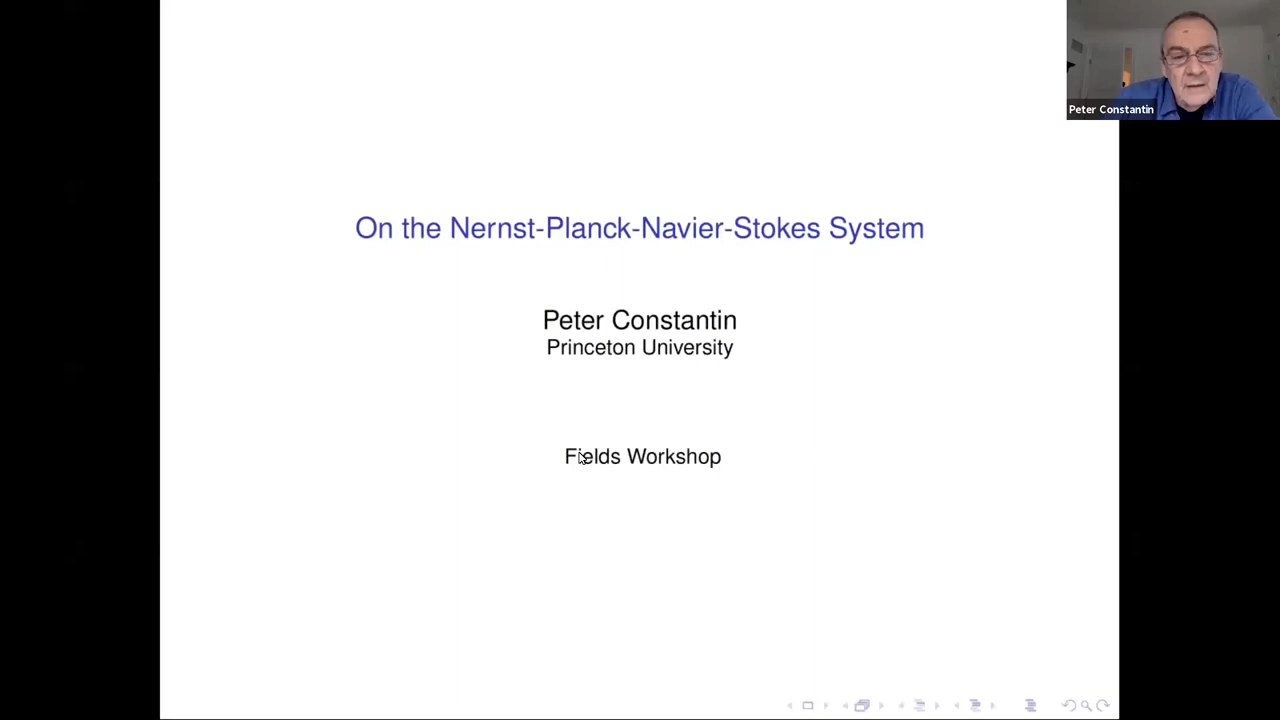 On the Nernst-Planck-Navier-Stokes System
Peter Constantin
Princeton University
Fields Workshop
Peter Constantin